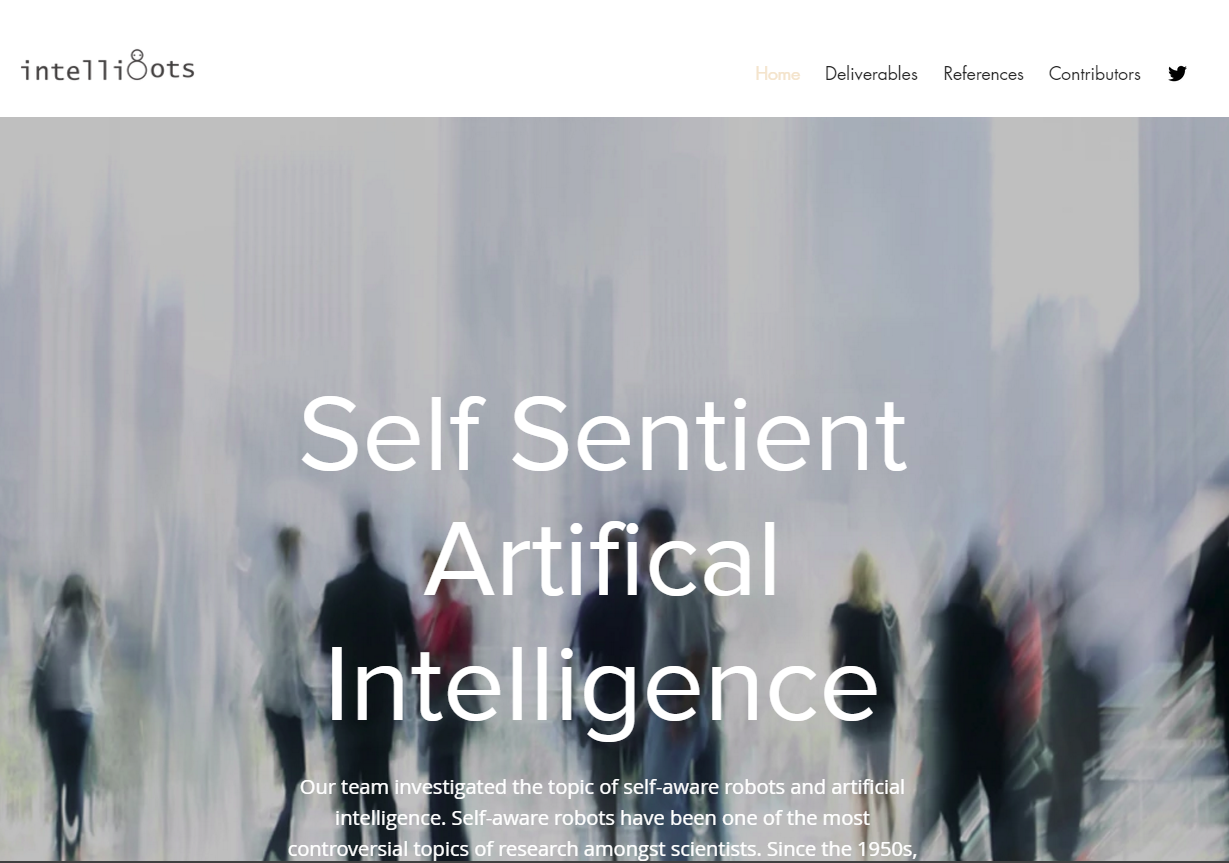 intelliBots
Home Deliverables References Contributors
Self Sentient
Artifical
Intelligence
Our team investigated the topic of self-aware robots and artificial
intelligence. Self-aware robots have been one of the most
controversial topics of research amongst scientists. Since the 1950s,